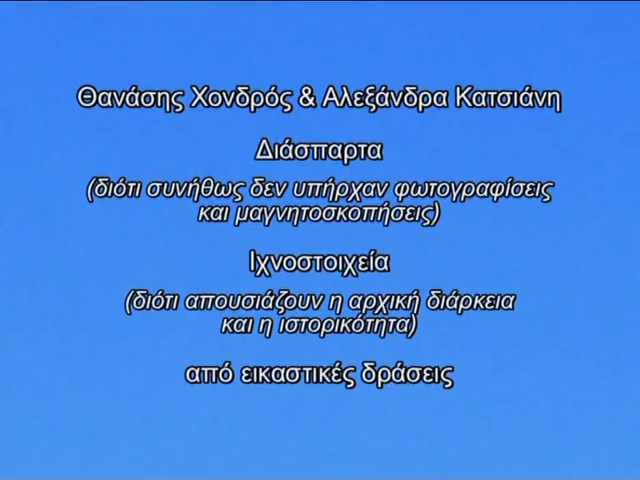 Θανάσης Χονδρός & Αλεξάνδρα Κατσιάνη
Διάσπαρτα
(διότι συνήθως δεν υπήρχαν φωτογραφίσεις
και μαγνητοσκοπήσεις)
Ιχνοστοιχεία
(διότι απουσιάζουν η αρχική διάρκεια
και η ιστορικότητα)
από εικαστικές δράσεις